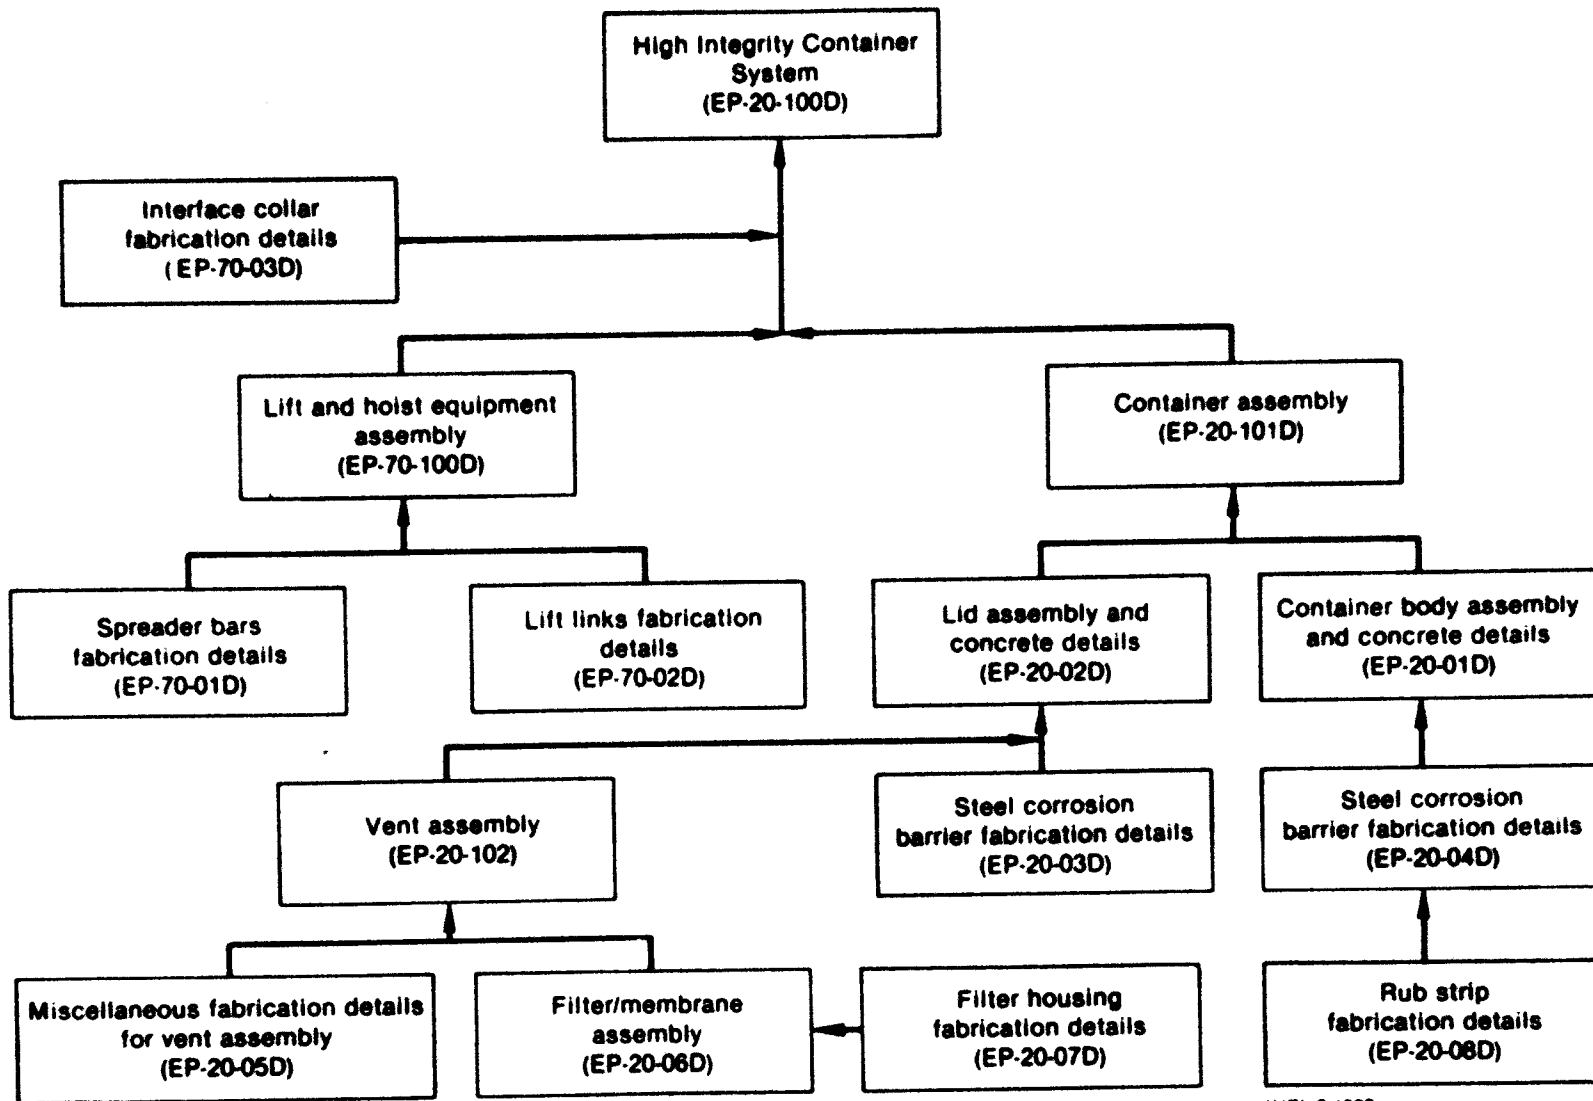 High Integrity Container
System
(EP-20-100D)
Interface collar
fabrication details
(EP-70-03D)
Lift and hoist equipment
assembly
(EP-70-100D)
Container assembly
(EP-20-101D)
Spreader bars
fabrication details
(EP-70-01D)
Lift links fabrication
details
(EP-70-02D)
Lid assembly and
concrete details
(EP-20-02D)
Container body assembly
and concrete details
(EP-20-01D)
Vent assembly
(EP-20-102)
Steel corrosion
barrier fabrication details
(EP-20-03D)
Steel corrosion
barrier fabrication details
(EP-20-04D)
Miscellaneous fabrication details
for vent assembly
(EP-20-05D)
Filter/membrane
assembly
(EP-20-06D)
Filter housing
fabrication details
(EP-20-07D)
Rub strip
fabrication details
(EP-20-08D)